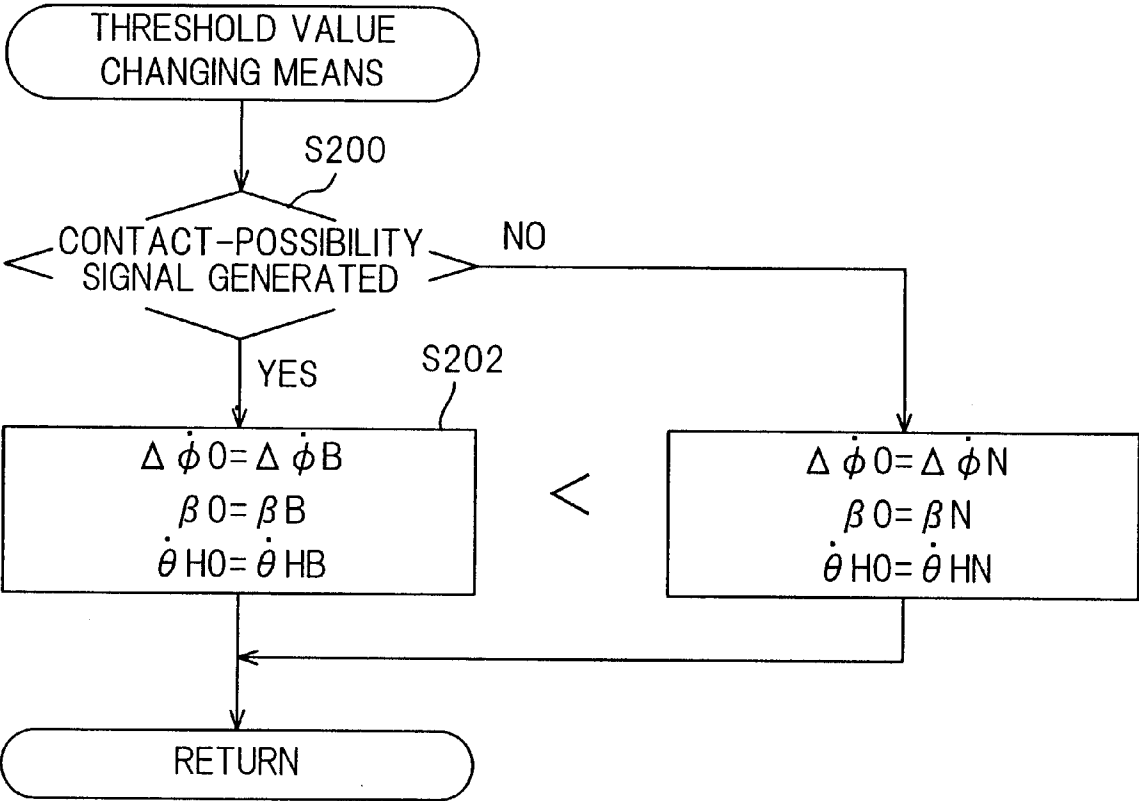 THRESHOLD VALUE
CHANGING MEANS
S200
CONTACT-POSSIBILITY
SIGNAL GENERATED
NO
YES
S202
Δ φ̇ 0= Δ φ̇ B
β 0= β B
θ̇ H0= θ̇ HB
<
Δ φ̇ 0= Δ φ̇ N
β 0= β N
θ̇ H0= θ̇ HN
RETURN